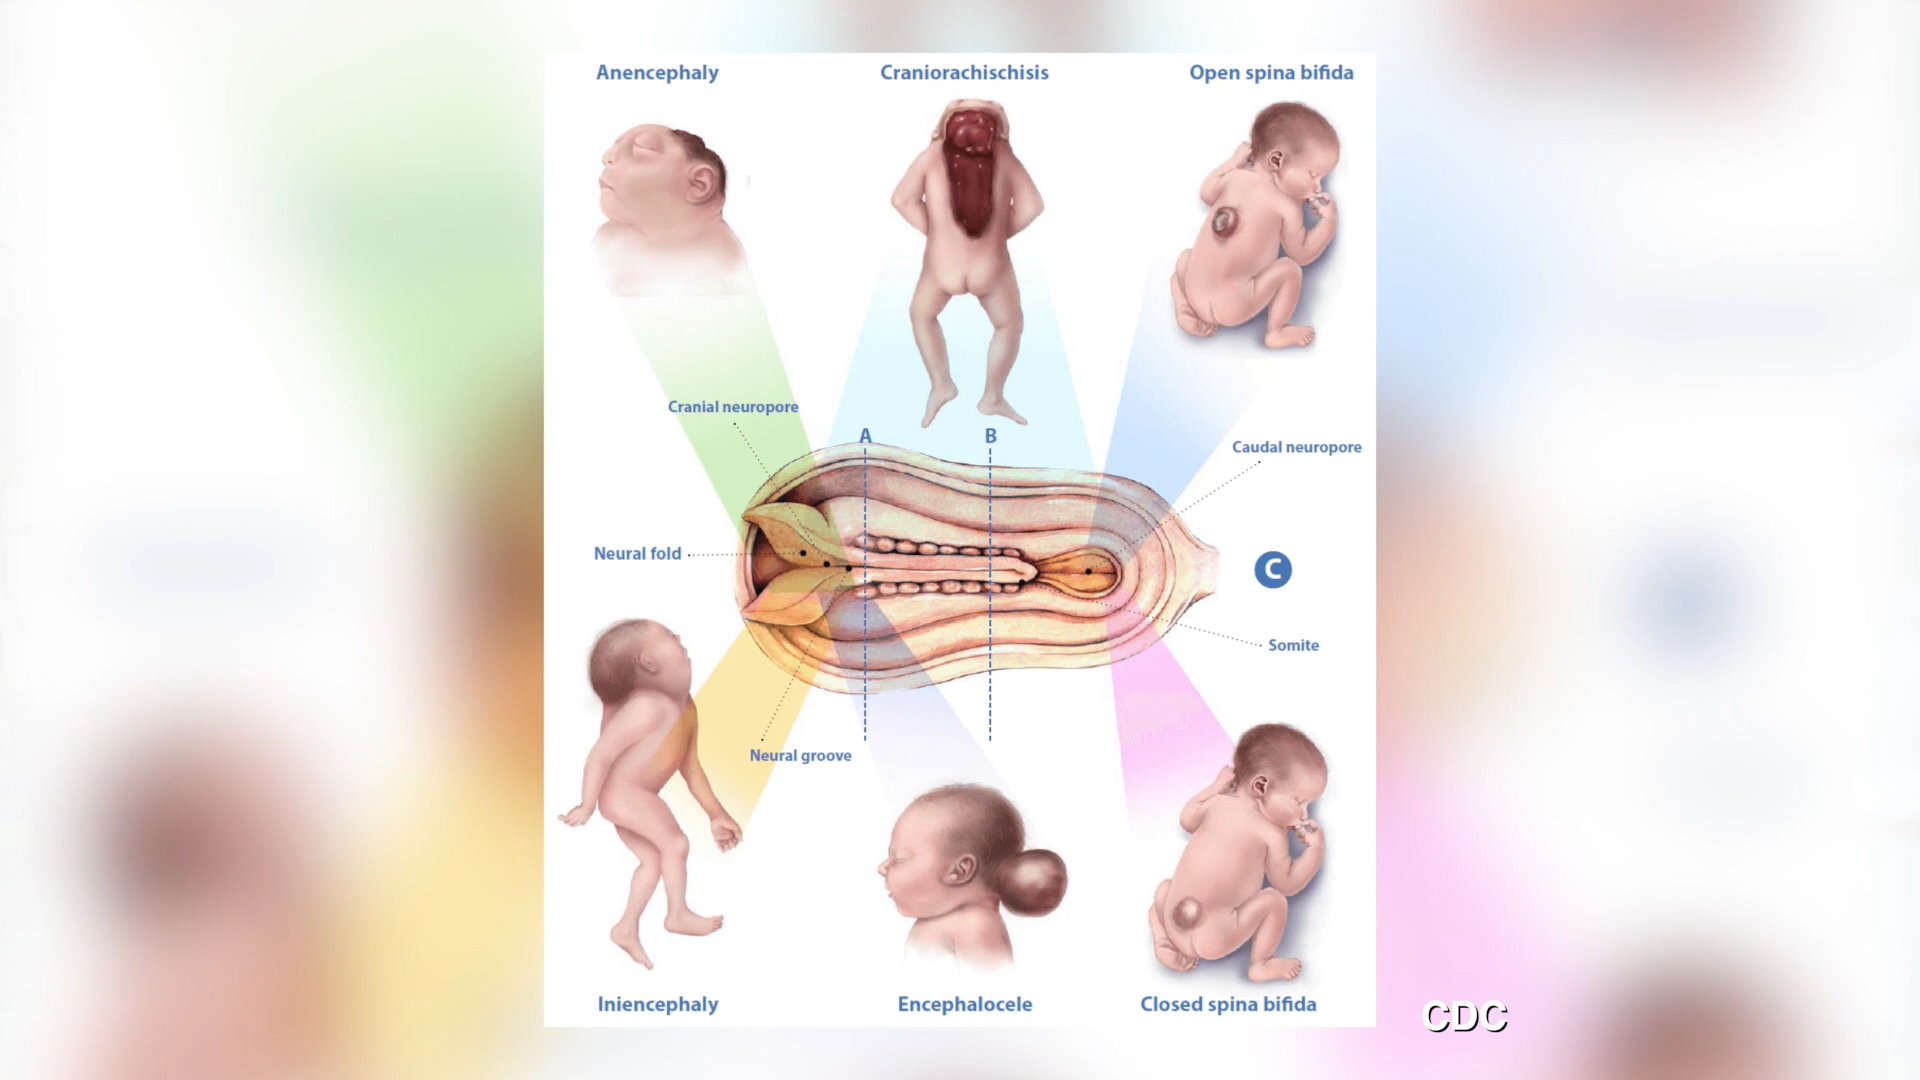 Anencephaly
Craniorachischisis
Open spina bifida
Cranial neuropore
A
B
Caudal neuropore
Neural fold
C
Somite
Neural groove
Iniencephaly
Encephalocele
Closed spina bifida
CDC